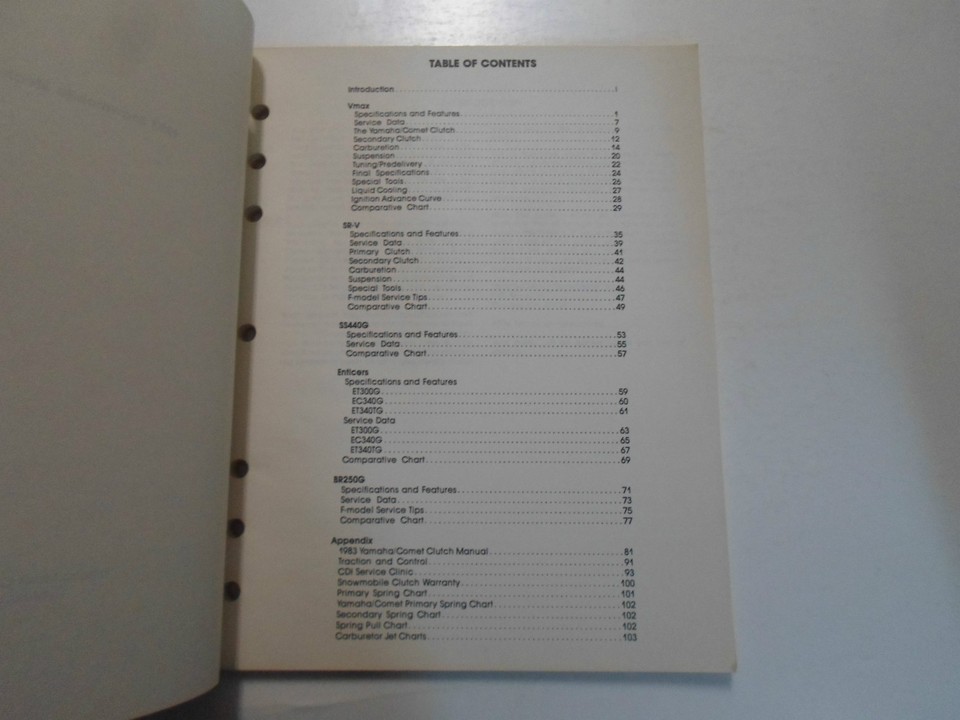 TABLE OF CONTENTS
Introduction i
Vmax
Specifications and Features 1
Service Data 7
The Yamaha/Comet Clutch 9
Secondary Clutch 12
Carburetion 14
Suspension 20
Tuning/Predelivery 22
Final Specifications 24
Special Tools 26
Liquid Cooling 27
Ignition Advance Curve 28
Comparative Chart 29
SR-V
Specifications and Features 35
Service Data 39
Primary Clutch 41
Secondary Clutch 42
Carburetion 44
Suspension 44
Special Tools 46
F-model Service Tips 47
Comparative Chart 49
SS440G
Specifications and Features 53
Service Data 55
Comparative Chart 57
Enticers
Specifications and Features
ET300G 59
EC340G 60
ET340TG 61
Service Data
ET300G 63
EC340G 65
ET340TG 67
Comparative Chart 69
BR250G
Specifications and Features 71
Service Data 73
F-model Service Tips 75
Comparative Chart 77
Appendix
1983 Yamaha/Comet Clutch Manual 81
Traction and Control 91
CDI Service Clinic 93
Snowmobile Clutch Warranty 100
Primary Spring Chart 101
Yamaha/Comet Primary Spring Chart 102
Secondary Spring Chart 102
Spring Pull Chart 102
Carburetor Jet Charts 103